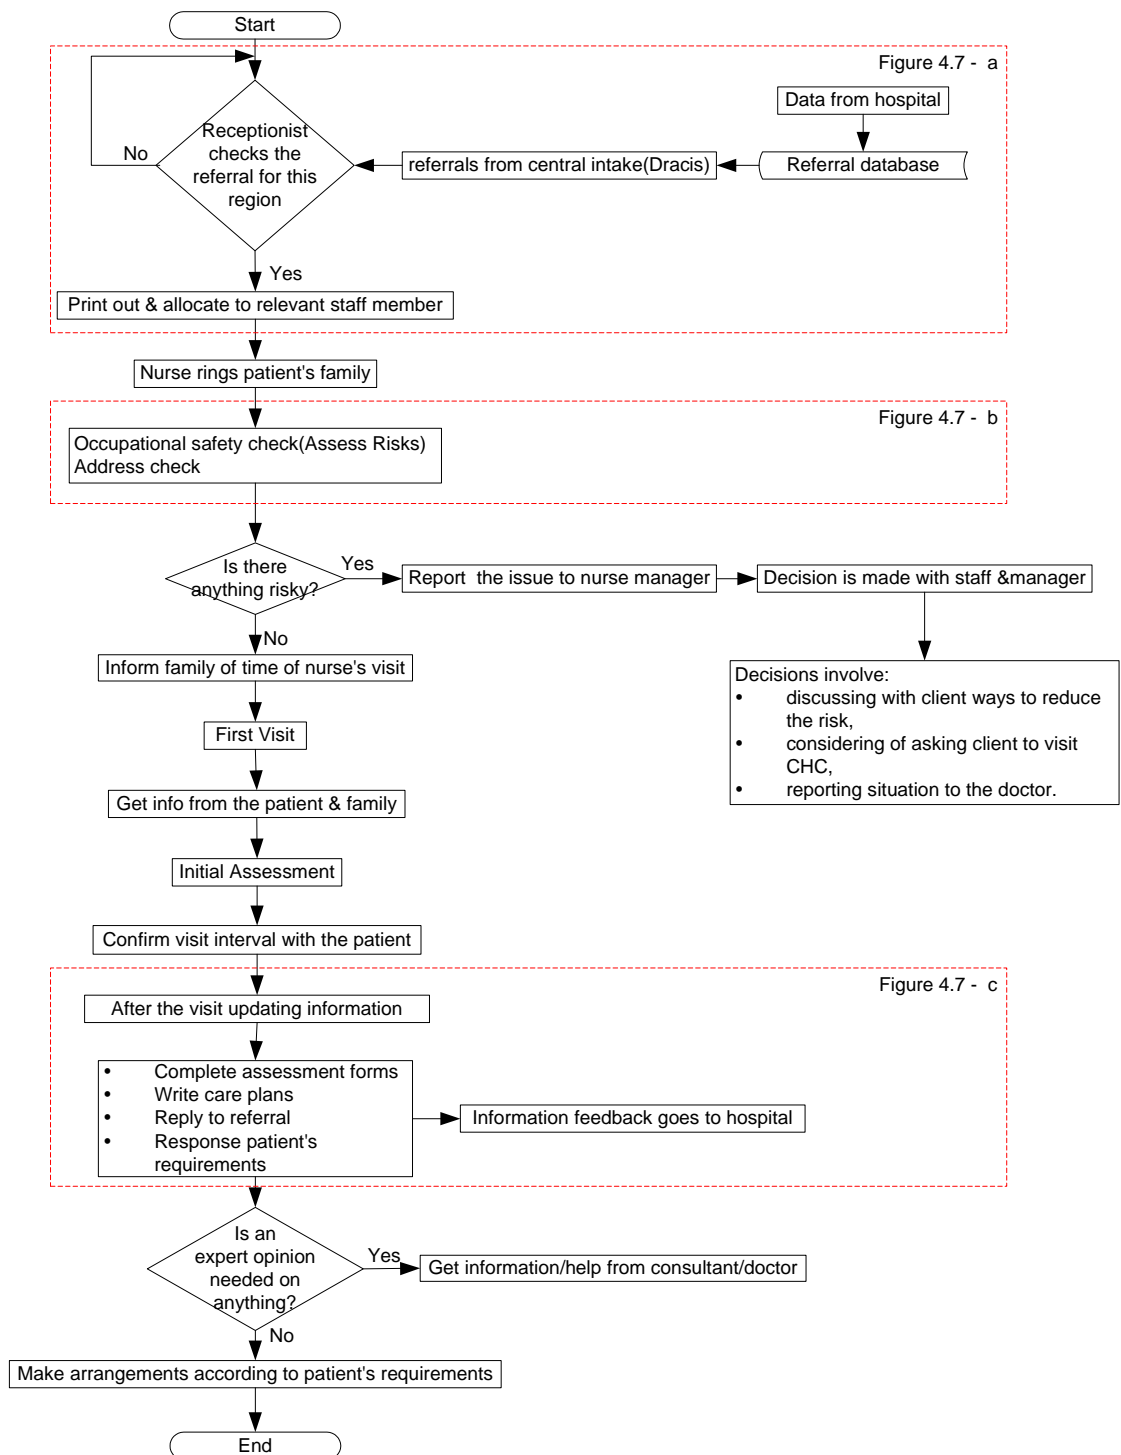 Start
Figure 4.7 - a
Data from hospital
Receptionist
checks the
referral for this
region
No
referrals from central intake(Dracis)
Referral database
Yes
Print out & allocate to relevant staff member
Nurse rings patient's family
Figure 4.7 - b
Occupational safety check(Assess Risks)
Address check
Is there
anything risky?
Yes
Report the issue to nurse manager
Decision is made with staff &manager
No
Inform family of time of nurse's visit
Decisions involve:
• discussing with client ways to reduce
the risk,
• considering of asking client to visit
CHC,
• reporting situation to the doctor.
First Visit
Get info from the patient & family
Initial Assessment
Confirm visit interval with the patient
Figure 4.7 - c
After the visit updating information
• Complete assessment forms
• Write care plans
• Reply to referral
• Response patient's
requirements
Information feedback goes to hospital
Is an
expert opinion
needed on
anything?
Yes
Get information/help from consultant/doctor
No
Make arrangements according to patient's requirements
End